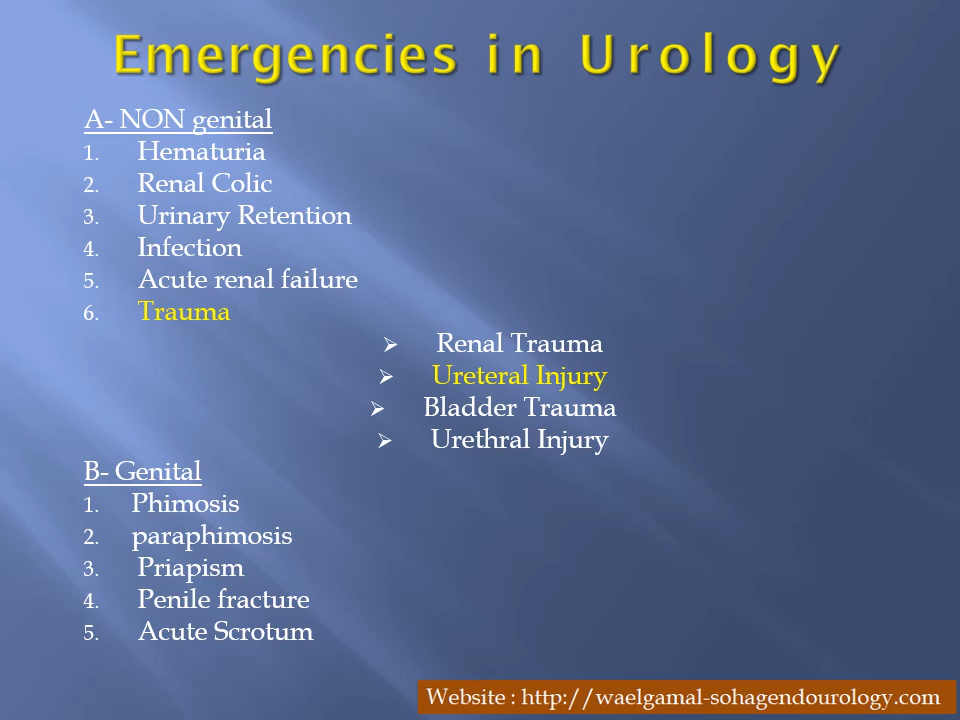 Emergencies in Urology
A- NON genital
1. Hematuria
2. Renal Colic
3. Urinary Retention
4. Infection
5. Acute renal failure
6. Trauma
➢ Renal Trauma
➢ Ureteral Injury
➢ Bladder Trauma
➢ Urethral Injury
B- Genital
1. Phimosis
2. paraphimosis
3. Priapism
4. Penile fracture
5. Acute Scrotum
Website : http://waelgamal-sohagendourology.com